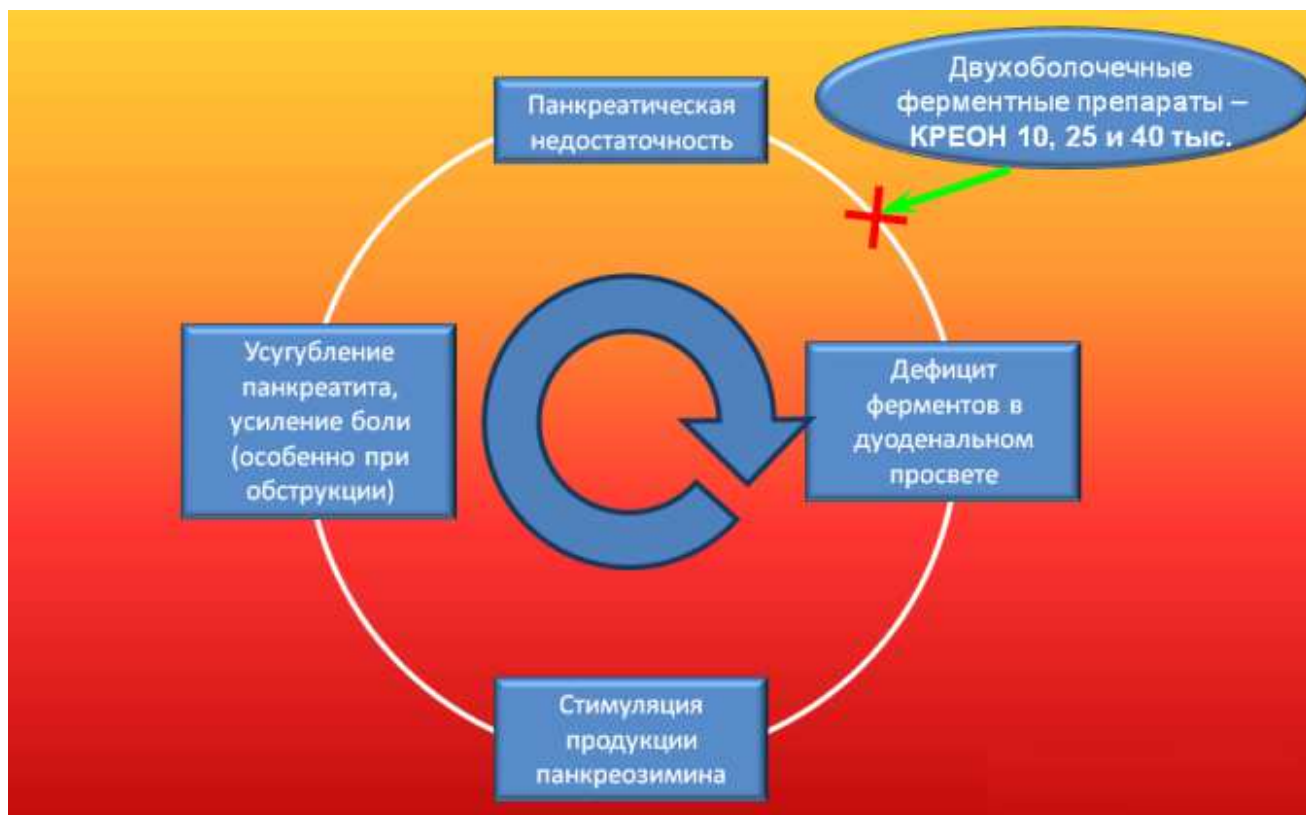 Двухоболочечные
ферментные препараты –
КРЕОН 10, 25 и 40 тыс.
Панкреатическая
недостаточность
Дефицит
ферментов в
дуоденальном
просвете
Стимуляция
продукции
панкреозимина
Усугубление
панкреатита,
усиление боли
(особенно при
обструкции)